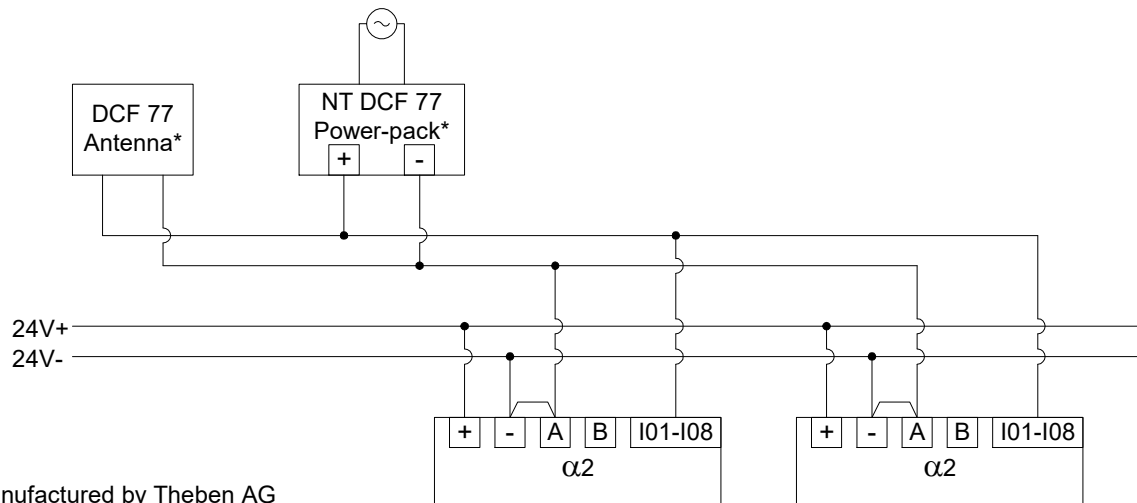 DCF 77
Antenna*
NT DCF 77
Power-pack*
+ -
24V+
24V-
+ - A B I01-I08
α2
+ - A B I01-I08
α2
nufactured by Theben AG